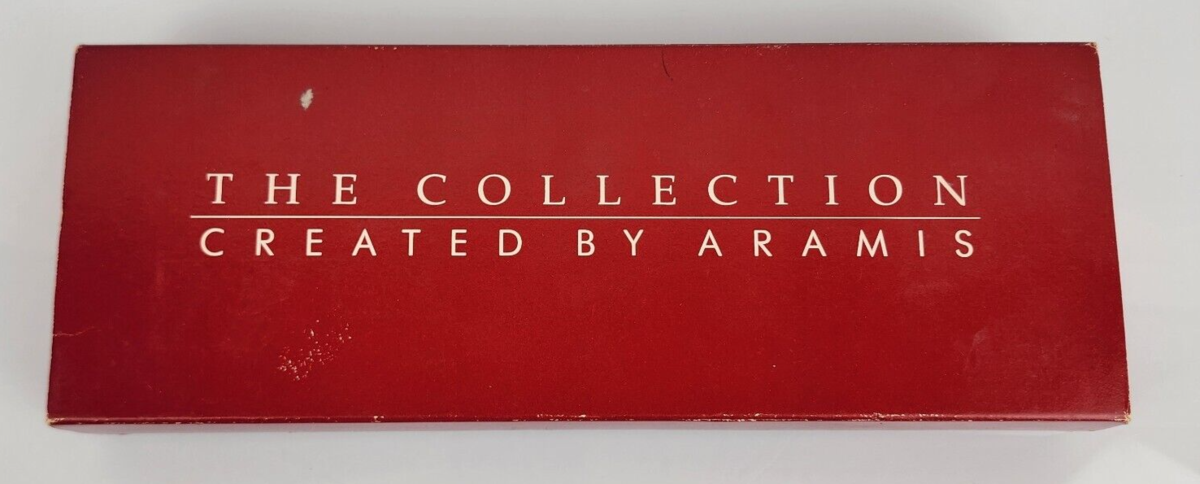 THE COLLECTION
CREATED BY ARAMIS